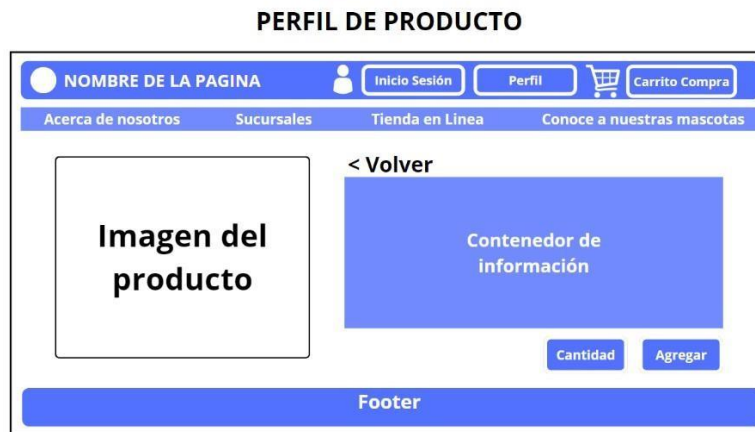 PERFIL DE PRODUCTO
NOMBRE DE LA PAGINA
Inicio Sesión
Perfil
Carrito Compra
Acerca de nosotros
Sucursales
Tienda en Linea
Conoce a nuestras mascotas
< Volver
Imagen del
producto
Contenedor de
información
Cantidad
Agregar
Footer